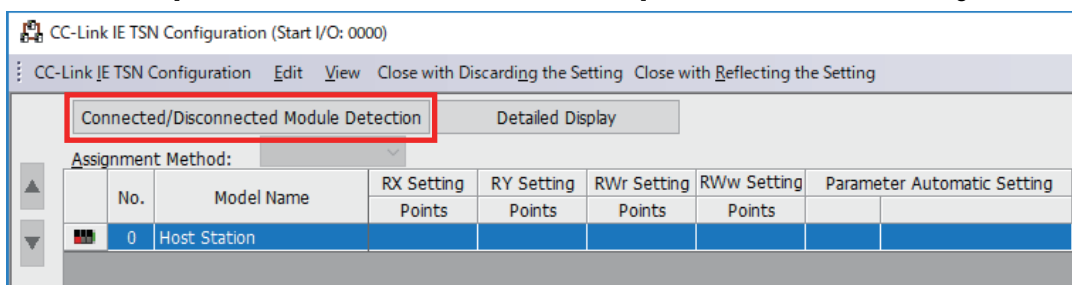 CC-Link IE TSN Configuration (Start I/O: 0000)
CC-Link IE TSN Configuration Edit View Close with Discarding the Setting Close with Reflecting the Setting
Connected/Disconnected Module Detection Detailed Display
Assignment Method:
No. Model Name RX Setting RY Setting RWr Setting RWw Setting Parameter Automatic Setting
Points Points Points Points
0 Host Station